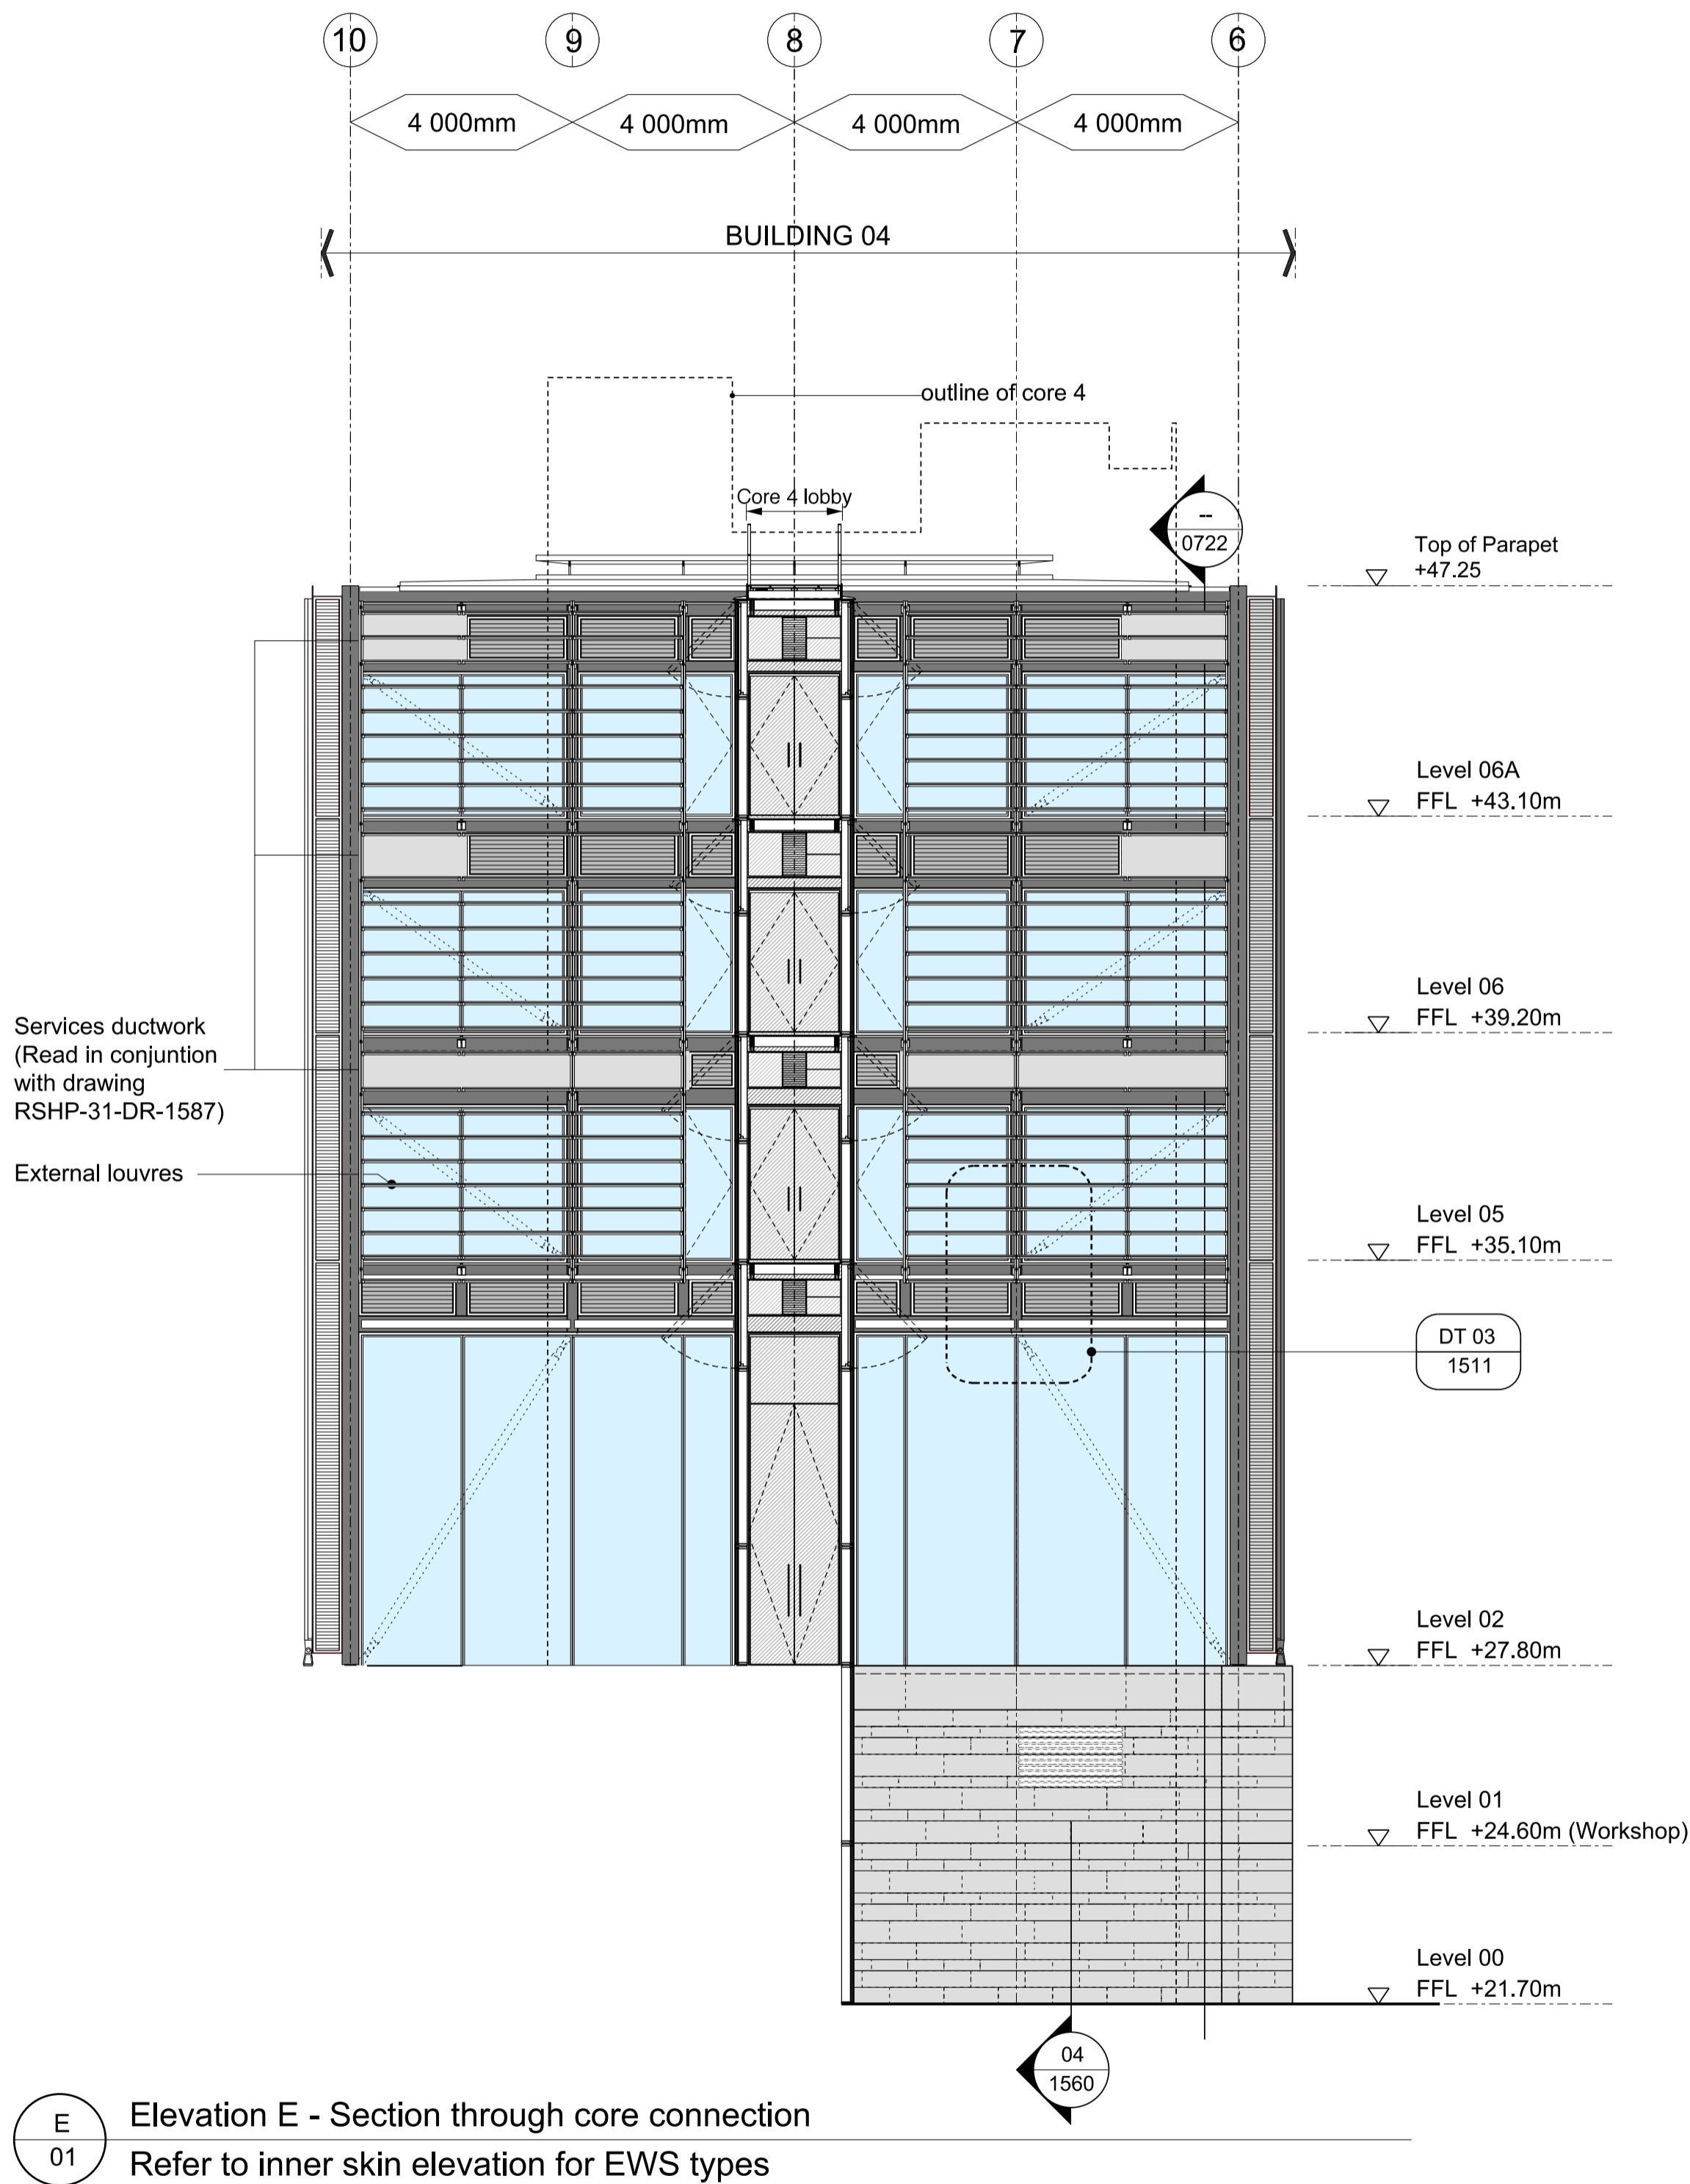 10 9 8 7 6
4 000mm 4 000mm 4 000mm 4 000mm
BUILDING 04
outline of core 4
Core 4 lobby
--
0722
Top of Parapet
+47.25
Level 06A
FFL +43.10m
Level 06
FFL +39.20m
Services ductwork
(Read in conjuntion
with drawing
RSHP-31-DR-1587)
External louvres
Level 05
FFL +35.10m
DT 03
1511
Level 02
FFL +27.80m
Level 01
FFL +24.60m (Workshop)
Level 00
FFL +21.70m
04
1560
E
01
Elevation E - Section through core connection
Refer to inner skin elevation for EWS types